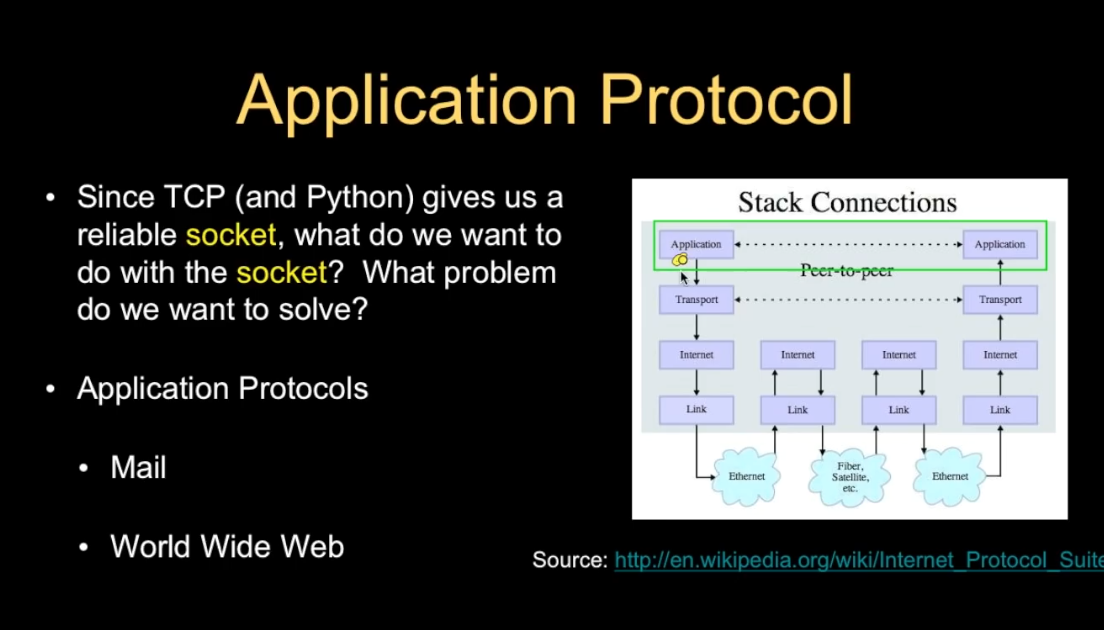 Application Protocol
• Since TCP (and Python) gives us a
reliable socket, what do we want to
do with the socket?  What problem
do we want to solve?
• Application Protocols
• Mail
• World Wide Web
Stack Connections
Application
Application
Peer-to-peer
Transport
Transport
Internet
Internet
Internet
Internet
Link
Link
Link
Link
Ethernet
Fiber,
Satellite,
etc.
Ethernet
Source: http://en.wikipedia.org/wiki/Internet_Protocol_Suite